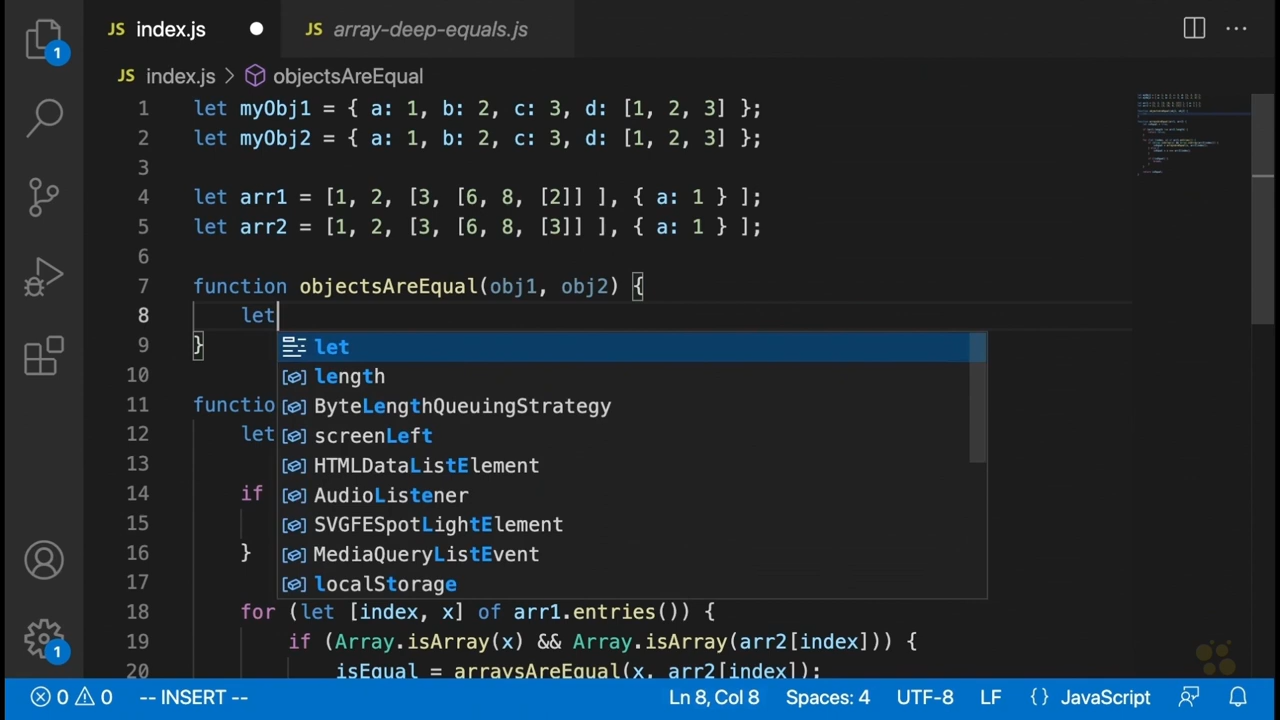 JS index.js JS array-deep-equals.js
1
JS index.js > objectsAreEqual
1 let myObj1 = { a: 1, b: 2, c: 3, d: [1, 2, 3] };
2 let myObj2 = { a: 1, b: 2, c: 3, d: [1, 2, 3] };
3
4 let arr1 = [1, 2, [3, [6, 8, [2]] ], { a: 1 } ];
5 let arr2 = [1, 2, [3, [6, 8, [3]] ], { a: 1 } ];
6
7 function objectsAreEqual(obj1, obj2) {
8 let
9 }
let
10
length
11 functio
ByteLengthQueuingStrategy
12 let
screenLeft
13
HTMLDataListElement
14 if
AudioListener
15
SVGFESpotLightElement
16 }
MediaQueryListEvent
17
localStorage
18 for (let [index, x] of arr1.entries()) {
19 if (Array.isArray(x) && Array.isArray(arr2[index])) {
1
20 isEqual = arraysAreEqual(x, arr2[index]);
0 0 -- INSERT -- Ln 8, Col 8 Spaces: 4 UTF-8 LF {} JavaScript